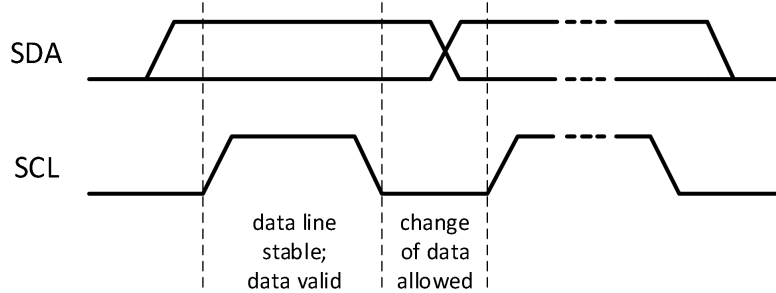 SDA
SCL
data line
stable;
data valid
change
of data
allowed